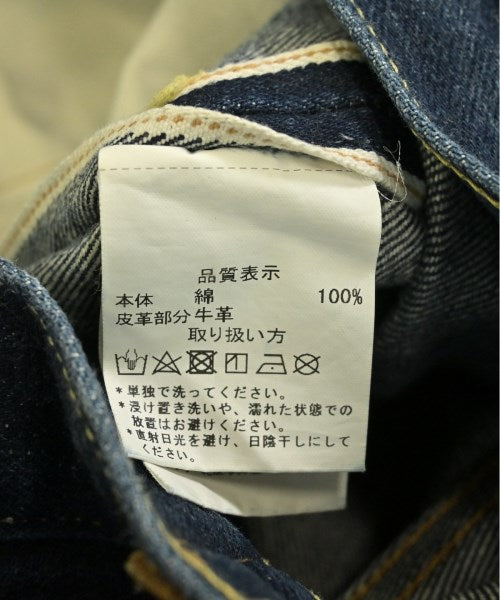 品質表示
本体 綿 100%
皮革部分牛革
取り扱い方
*単独で洗ってください。
*浸け置き洗いや、濡れた状態での
放置はお避けください。
*直射日光を避け、日陰干しにして
ください。